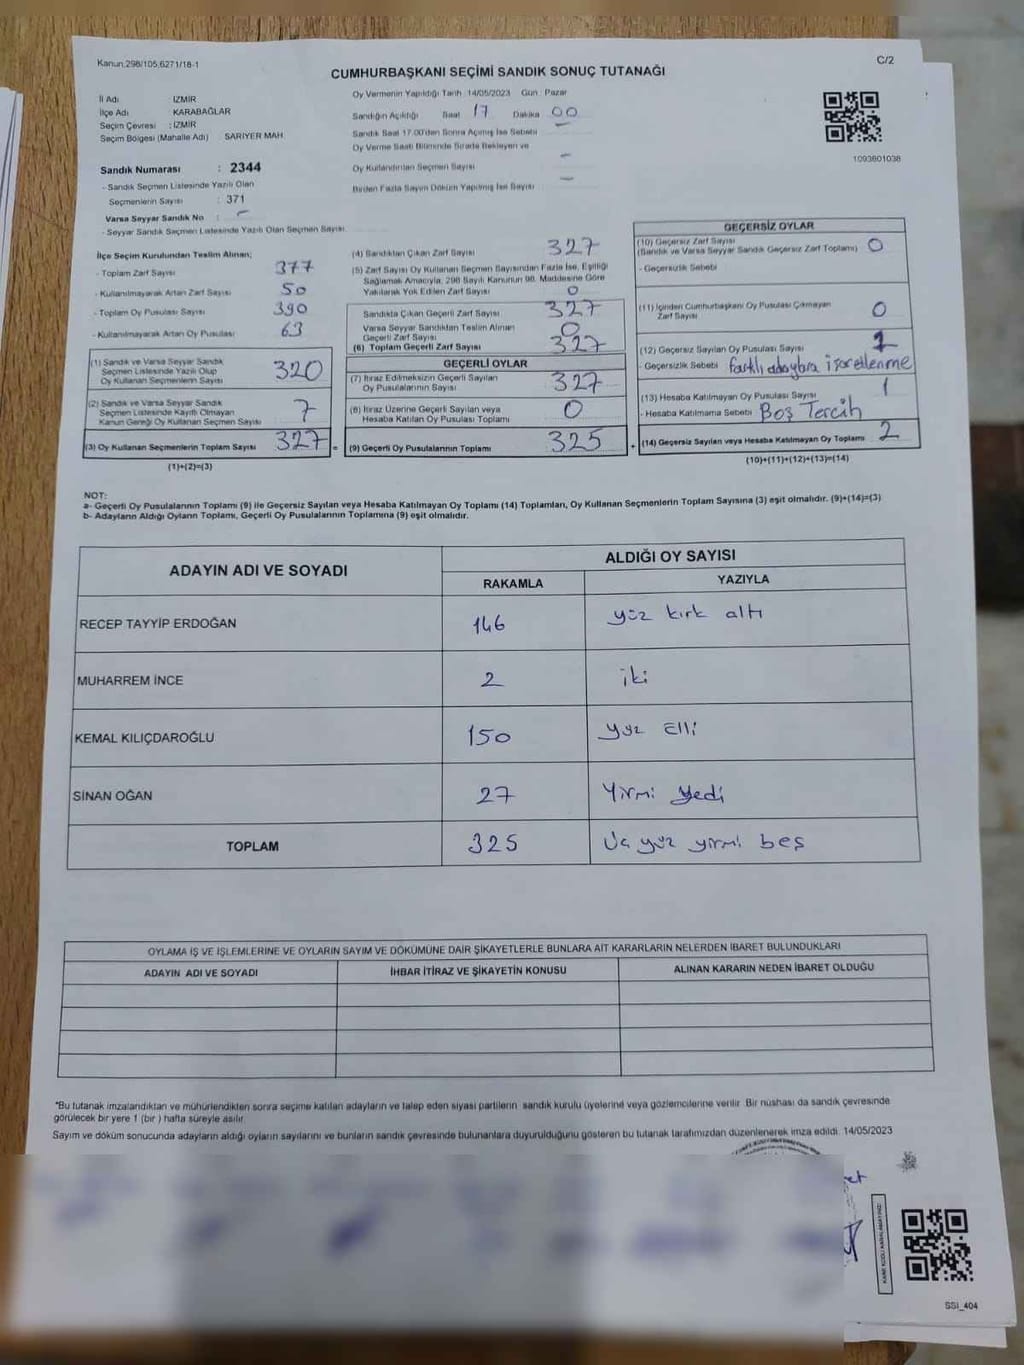 Kanun,298/105,6271/18-1
C/2
CUMHURBAŞKANI SEÇİMİ SANDIK SONUÇ TUTANAĞI
İl Adı : İZMİR
İlçe Adı KARABAĞLAR
Seçim Çevresi : İZMİR
Seçim Bölgesi (Mahalle Adı) SARIYER MAH.
Sandık Numarası : 2344
- Sandık Seçmen Listesinde Yazılı Olan
Seçmenlerin Sayısı : 371
Varsa Seyyar Sandık No : -
- Seyyar Sandık Seçmen Listesinde Yazılı Olan Seçmen Sayısı
Oy Vermenin Yapıldığı Tarih :14/05/2023 Gün : Pazar
Sandığın Açıldığı Saat 17 Dakika 00
Sandık Saat 17.00'den Sonra Açılmış İse Sebebi -
Oy Verme Saati Bitiminde Sırada Bekleyen ve
Oy Kullandırılan Seçmen Sayısı -
Birden Fazla Sayım Döküm Yapılmış İse Sayısı -
1093801038
İlçe Seçim Kurulundan Teslim Alınan;
- Toplam Zarf Sayısı 377
- Kullanılmayarak Artan Zarf Sayısı 50
- Toplam Oy Pusulası Sayısı 390
- Kullanılmayarak Artan Oy Pusulası 63
(1) Sandık ve Varsa Seyyar Sandık
Seçmen Listesinde Yazılı Olup
Oy Kullanan Seçmenlerin Sayısı 320
(2) Sandık ve Varsa Seyyar Sandık
Seçmen Listesinde Kayıtlı Olmayan
Kanun Gereği Oy Kullanan Seçmen Sayısı 7
(3) Oy Kullanan Seçmenlerin Toplam Sayısı 327 =
(1)+(2)=(3)
(4) Sandıktan Çıkan Zarf Sayısı 327
(5) Zarf Sayısı Oy Kullanan Seçmen Sayısından Fazla İse, Eşitliği
Sağlamak Amacıyla, 298 Sayılı Kanunun 98. Maddesine Göre
Yakılarak Yok Edilen Zarf Sayısı 0
Sandıkta Çıkan Geçerli Zarf Sayısı 327
Varsa Seyyar Sandıktan Teslim Alınan
Geçerli Zarf Sayısı 0
(6) Toplam Geçerli Zarf Sayısı 327
GEÇERLİ OYLAR
(7) İtiraz Edilmeksizin Geçerli Sayılan
Oy Pusulalarının Sayısı 327
(8) İtiraz Üzerine Geçerli Sayılan veya
Hesaba Katılan Oy Pusulası Toplamı 0
(9) Geçerli Oy Pusulalarının Toplamı 325 +
GEÇERSİZ OYLAR
(10) Geçersiz Zarf Sayısı
(Sandık ve Varsa Seyyar Sandık Geçersiz Zarf Toplamı) 0
- Geçersizlik Sebebi
(11) İçinden Cumhurbaşkanı Oy Pusulası Çıkmayan
Zarf Sayısı 0
(12) Geçersiz Sayılan Oy Pusulası Sayısı 1
- Geçersizlik Sebebi farklı adaylara işaretlenme
(13) Hesaba Katılmayan Oy Pusulası Sayısı 1
- Hesaba Katılmama Sebebi Boş Tercih
(14) Geçersiz Sayılan veya Hesaba Katılmayan Oy Toplamı 2
(10)+(11)+(12)+(13)=(14)
NOT:
a- Geçerli Oy Pusulalarının Toplamı (9) ile Geçersiz Sayılan veya Hesaba Katılmayan Oy Toplamı (14) Toplamları, Oy Kullanan Seçmenlerin Toplam Sayısına (3) eşit olmalıdır. (9)+(14)=(3)
b- Adayların Aldığı Oyların Toplamı, Geçerli Oy Pusulalarının Toplamına (9) eşit olmalıdır.
ADAYIN ADI VE SOYADI
ALDIĞI OY SAYISI
RAKAMLA YAZIYLA
RECEP TAYYİP ERDOĞAN 146 yüz kırk altı
MUHARREM İNCE 2 iki
KEMAL KILIÇDAROĞLU 150 yüz Elli
SİNAN OĞAN 27 Yirmi yedi
TOPLAM 325 Üç yüz yirmi beş
OYLAMA İŞ VE İŞLEMLERİNE VE OYLARIN SAYIM VE DÖKÜMÜNE DAİR ŞİKAYETLERLE BUNLARA AİT KARARLARIN NELERDEN İBARET BULUNDUKLARI
ADAYIN ADI VE SOYADI İHBAR İTİRAZ VE ŞİKAYETİN KONUSU ALINAN KARARIN NEDEN İBARET OLDUĞU
*Bu tutanak imzalandıktan ve mühürlendikten sonra seçime katılan adayların ve talep eden siyasi partilerin sandık kurulu üyelerine veya gözlemcilerine verilir. Bir nüshası da sandık çevresinde
görülecek bir yere 1 (bir ) hafta süreyle asılır.
Sayım ve döküm sonucunda adayların aldığı oyların sayılarını ve bunların sandık çevresinde bulunanlara duyurulduğunu gösteren bu tutanak tarafımızdan düzenlenerek imza edildi. 14/05/2023
KARE KODU KARALAMAYINIZ!
SSI_404